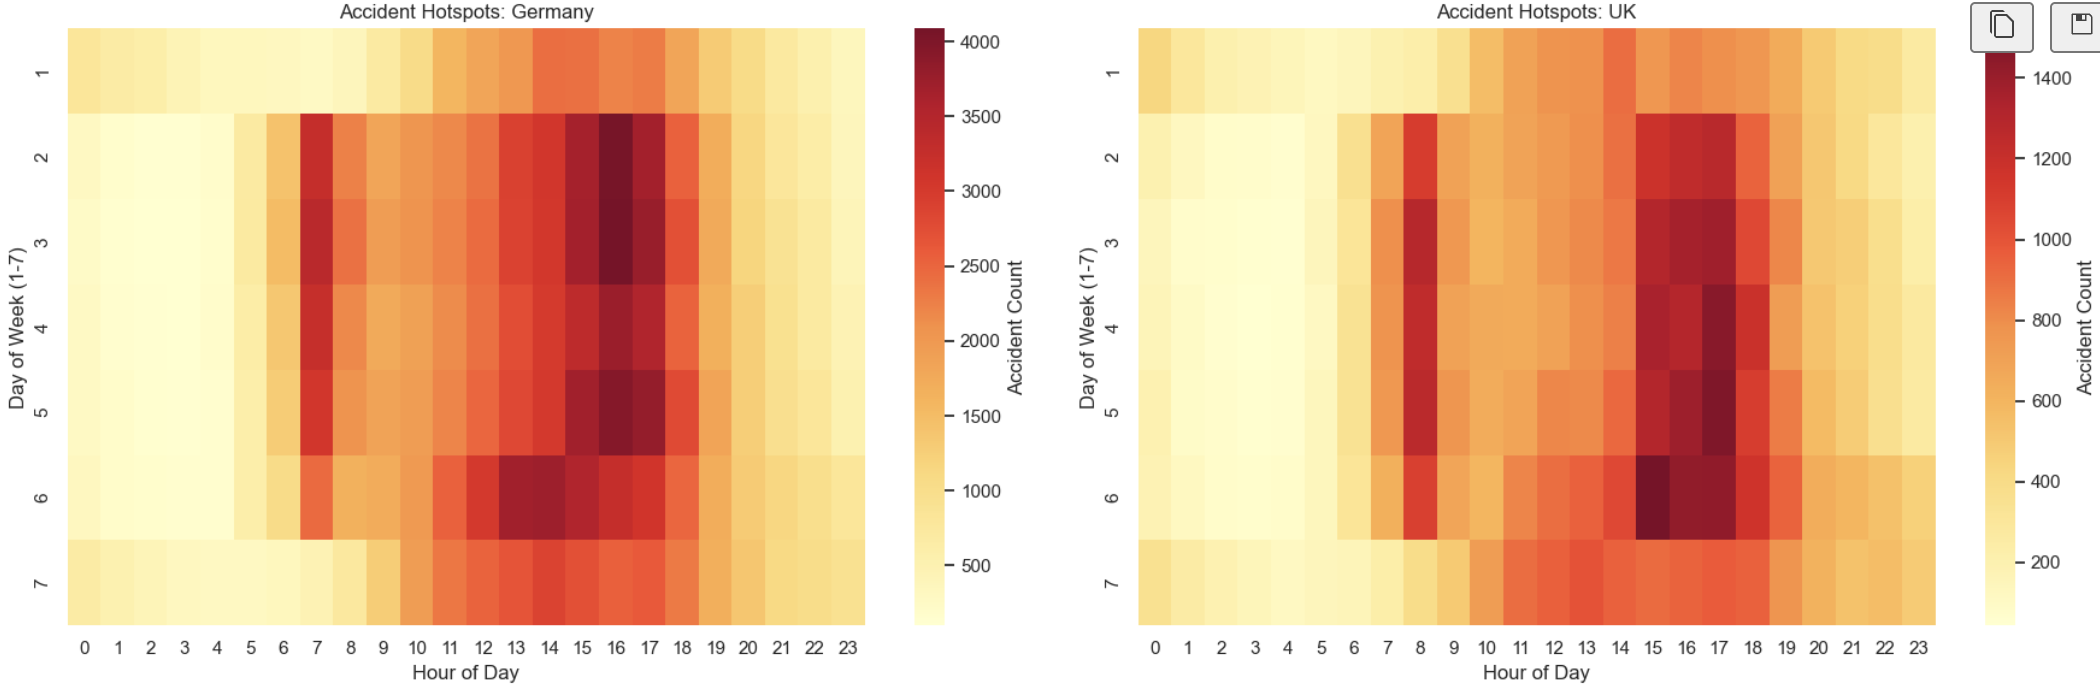 Accident Hotspots: Germany
Day of Week (1-7)
1
2
3
4
5
6
7
0 1 2 3 4 5 6 7 8 9 10 11 12 13 14 15 16 17 18 19 20 21 22 23
Hour of Day
4000
3500
3000
2500
2000
1500
1000
500
Accident Count
Accident Hotspots: UK
Day of Week (1-7)
1
2
3
4
5
6
7
0 1 2 3 4 5 6 7 8 9 10 11 12 13 14 15 16 17 18 19 20 21 22 23
Hour of Day
1400
1200
1000
800
600
400
200
Accident Count